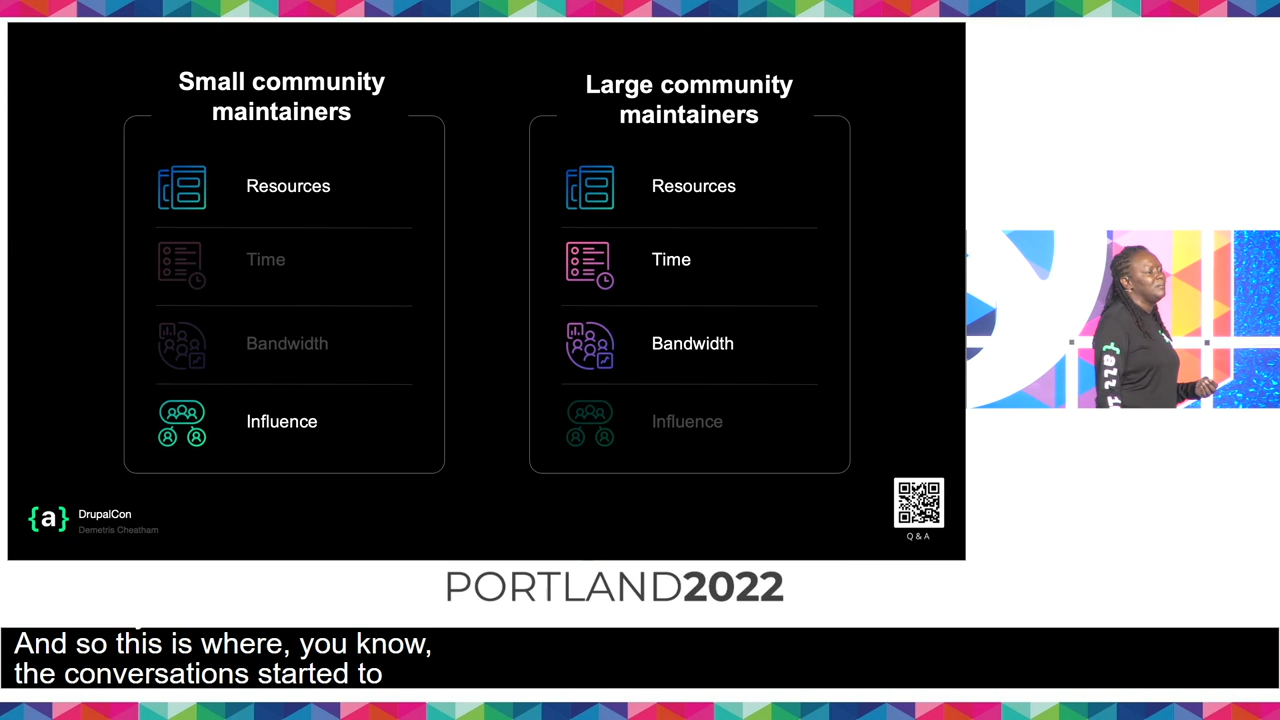 Small community
maintainers
Resources
Time
Bandwidth
Influence
Large community
maintainers
Resources
Time
Bandwidth
Influence
{a}
DrupalCon
Demetris Cheatham
Q & A
{all i
PORTLAND2022
And so this is where, you know,
the conversations started to